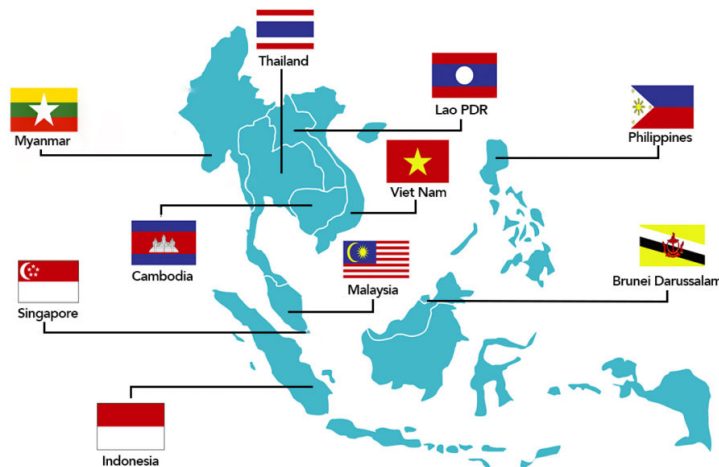 Thailand
Lao PDR
Myanmar
Philippines
Viet Nam
Cambodia
Malaysia
Brunei Darussalam
Singapore
Indonesia